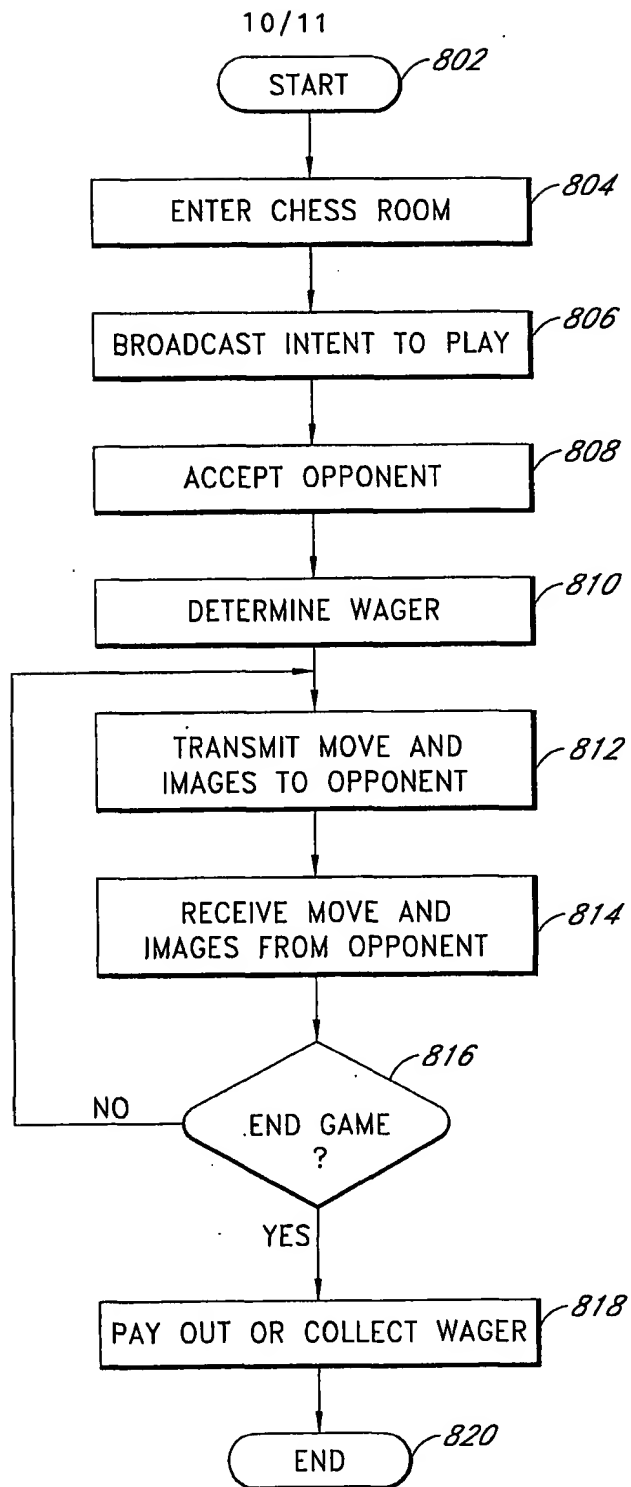 10/11
START
802
ENTER CHESS ROOM
804
BROADCAST INTENT TO PLAY
806
ACCEPT OPPONENT
808
DETERMINE WAGER
810
TRANSMIT MOVE AND
IMAGES TO OPPONENT
812
RECEIVE MOVE AND
IMAGES FROM OPPONENT
814
816
END GAME
?
NO
YES
PAY OUT OR COLLECT WAGER
818
END
820